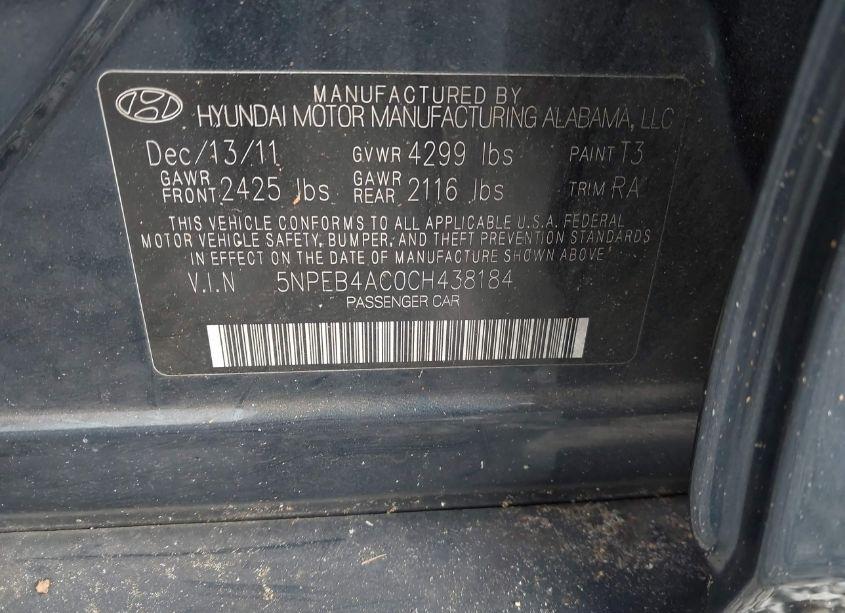 MANUFACTURED BY
HYUNDAI MOTOR MANUFACTURING ALABAMA, LLC
Dec/13/11 GVWR 4299 lbs PAINT T3
GAWR FRONT 2425 lbs GAWR REAR 2116 lbs TRIM RA
THIS VEHICLE CONFORMS TO ALL APPLICABLE U.S.A. FEDERAL
MOTOR VEHICLE SAFETY, BUMPER, AND THEFT PREVENTION STANDARDS
IN EFFECT ON THE DATE OF MANUFACTURE SHOWN ABOVE.
V.I.N 5NPEB4AC0CH438184
PASSENGER CAR